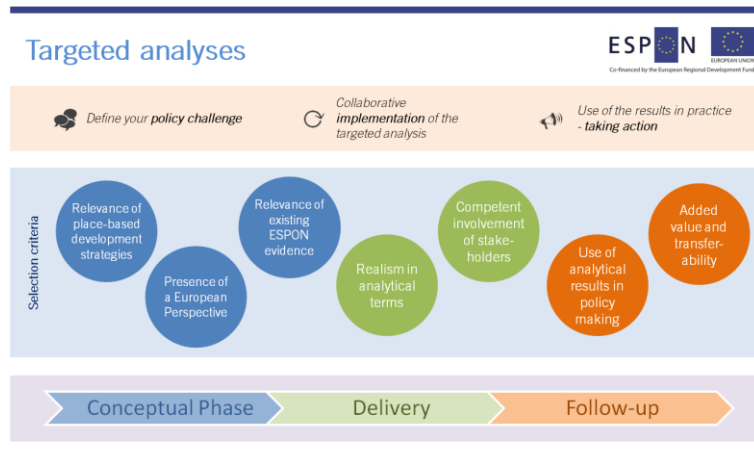 Targeted analyses
ESPON
EUROPEAN UNION
Co-financed by the European Regional Development Fund
Define your policy challenge
Collaborative
implementation of the
targeted analysis
Use of the results in practice
- taking action
Selection criteria
Relevance of
place-based
development
strategies
Presence of
a European
Perspective
Relevance of
existing
ESPON
evidence
Realism in
analytical
terms
Competent
involvement
of stake-
holders
Use of
analytical
results in
policy
making
Added
value and
transfer-
ability
Conceptual Phase
Delivery
Follow-up